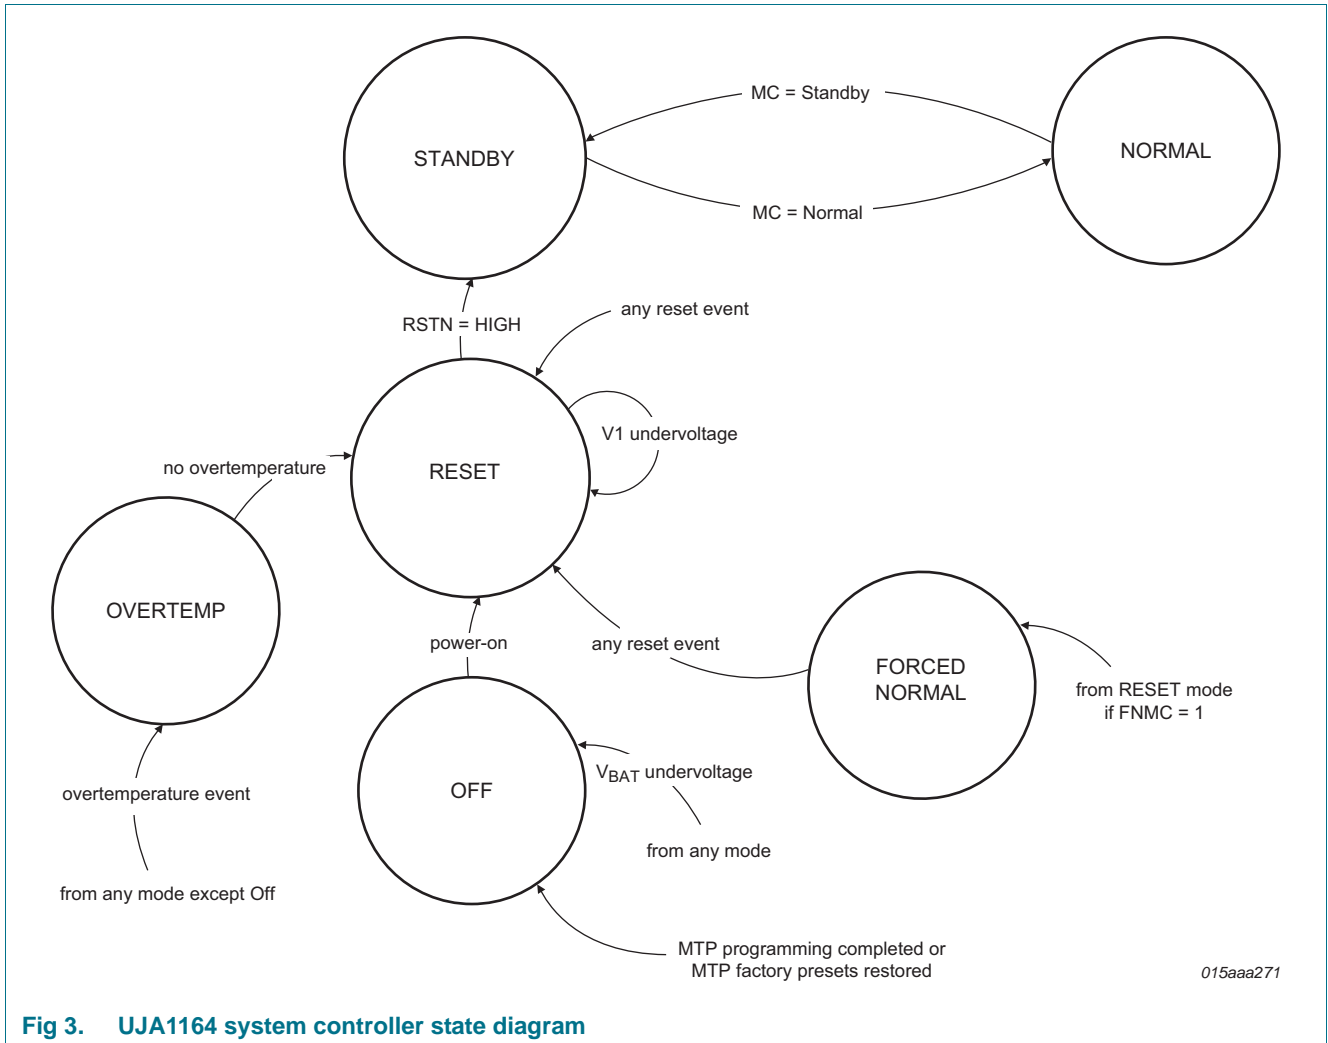 MC = Standby
STANDBY
NORMAL
MC = Normal
any reset event
RSTN = HIGH
V1 undervoltage
no overtemperature
RESET
OVERTEMP
power-on
any reset event
FORCED
NORMAL
from RESET mode
if FNMC = 1
VBAT undervoltage
OFF
overtemperature event
from any mode
from any mode except Off
MTP programming completed or
MTP factory presets restored
015aaa271
Fig 3. UJA1164 system controller state diagram